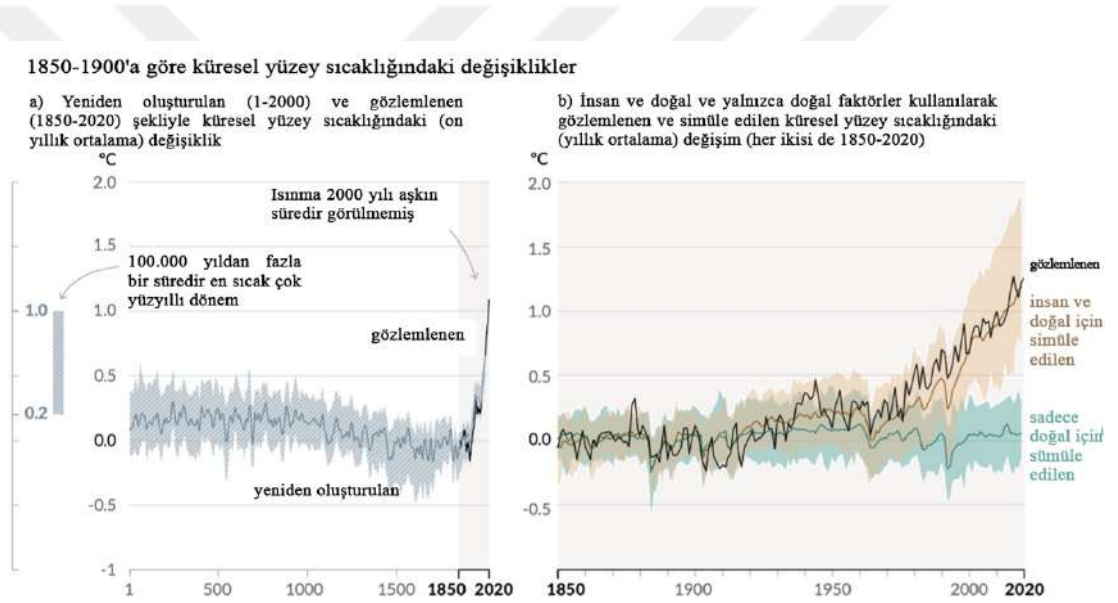 1850-1900'a göre küresel yüzey sıcaklığındaki değişiklikler
a) Yeniden oluşturulan (1-2000) ve gözlemlenen
(1850-2020) şekliyle küresel yüzey sıcaklığındaki (on
yıllık ortalama) değişiklik
°C
2.0
1.5
1.0
0.5
0.0
-0.5
-1
1.0
0.2
Isınma 2000 yılı aşkın
süredir görülmemiş
100.000 yıldan fazla
bir süredir en sıcak çok
yüzyıllı dönem
gözlemlenen
yeniden oluşturulan
1 500 1000 1500 1850 2020
b) İnsan ve doğal ve yalnızca doğal faktörler kullanılarak
gözlemlenen ve simüle edilen küresel yüzey sıcaklığındaki
(yıllık ortalama) değişim (her ikisi de 1850-2020)
°C
2.0
1.5
1.0
0.5
0.0
-0.5
gözlemlenen
insan ve
doğal için
simüle
edilen
sadece
doğal için
sümüle
edilen
1850 1900 1950 2000 2020